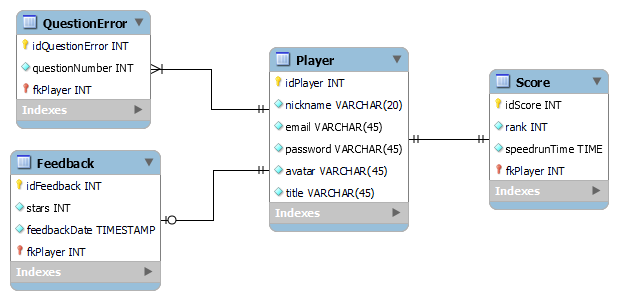 QuestionError
idQuestionError INT
questionNumber INT
fkPlayer INT
Indexes
Feedback
idFeedback INT
stars INT
feedbackDate TIMESTAMP
fkPlayer INT
Indexes
Player
idPlayer INT
nickname VARCHAR(20)
email VARCHAR(45)
password VARCHAR(45)
avatar VARCHAR(45)
title VARCHAR(45)
Indexes
Score
idScore INT
rank INT
speedrunTime TIME
fkPlayer INT
Indexes